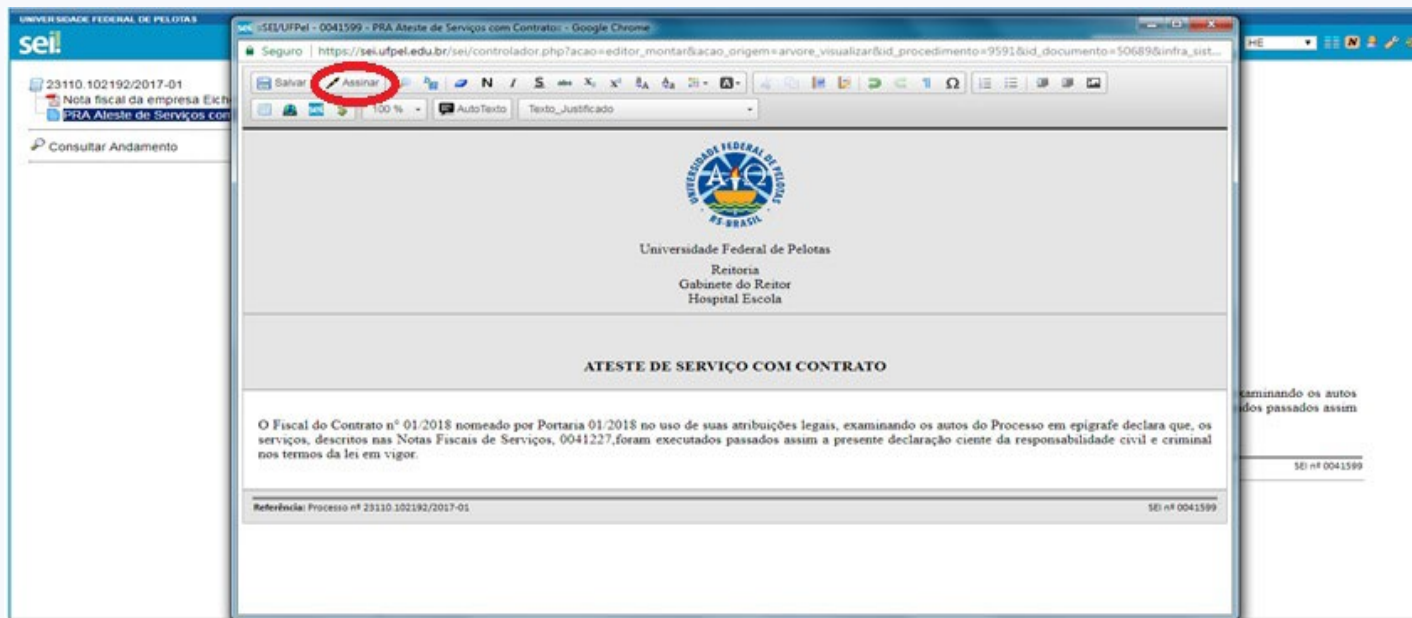 UNIVERSIDADE FEDERAL DE PELOTAS
sei!
HE
23110.102192/2017-01
Nota fiscal da empresa Eich
PRA Ateste de Serviços con
Consultar Andamento
:: SEI/UFPel - 0041599 - PRA Ateste de Serviços com Contrato:: - Google Chrome
Seguro | https://sei.ufpel.edu.br/sei/controlador.php?acao=editor_montar&acao_origem=arvore_visualizar&id_procedimento=9591&id_documento=50689&infra_sist...
Salvar Assinar N I S abc X₂ X² Ω
100 % AutoTexto Texto_Justificado
UNIVERSIDADE FEDERAL DE PELOTAS
RS-BRASIL
Universidade Federal de Pelotas
Reitoria
Gabinete do Reitor
Hospital Escola
ATESTE DE SERVIÇO COM CONTRATO
O Fiscal do Contrato n° 01/2018 nomeado por Portaria 01/2018 no uso de suas atribuições legais, examinando os autos do Processo em epigrafe declara que, os
serviços, descritos nas Notas Fiscais de Serviços, 0041227,foram executados passados assim a presente declaração ciente da responsabilidade civil e criminal
nos termos da lei em vigor.
Referência: Processo nº 23110.102192/2017-01 SEI nº 0041599
xaminando os autos
dos passados assim
SEI nº 0041599